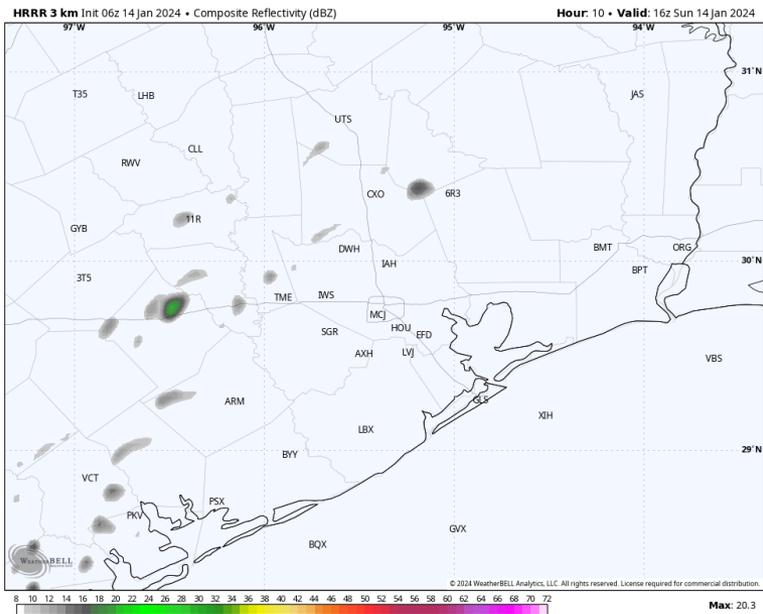 HRRR 3 km Init 06z 14 Jan 2024 • Composite Reflectivity (dBZ) Hour: 10 • Valid: 16z Sun 14 Jan 2024
97°W 96°W 95°W 94°W
31°N
T35 LHB JAS
UTS
CLL
RWV
CXO 6R3
11R
GYB
DWH BMT ORG
30°N
IAH
BPT
3T5
TME IWS
MCJ
SGR HOU EFD
AXH LVJ
VBS
ARM GLS
XIH
LBX
29°N
BYY
VCT
PSX
PKV
GVX
BQX
WEATHERBELL
© 2024 WeatherBELL Analytics, LLC. All rights reserved. License required for commercial distribution.
8 10 12 14 16 18 20 22 24 26 28 30 32 34 36 38 40 42 44 46 48 50 52 54 56 58 60 62 64 66 68 70 72
Max: 20.3